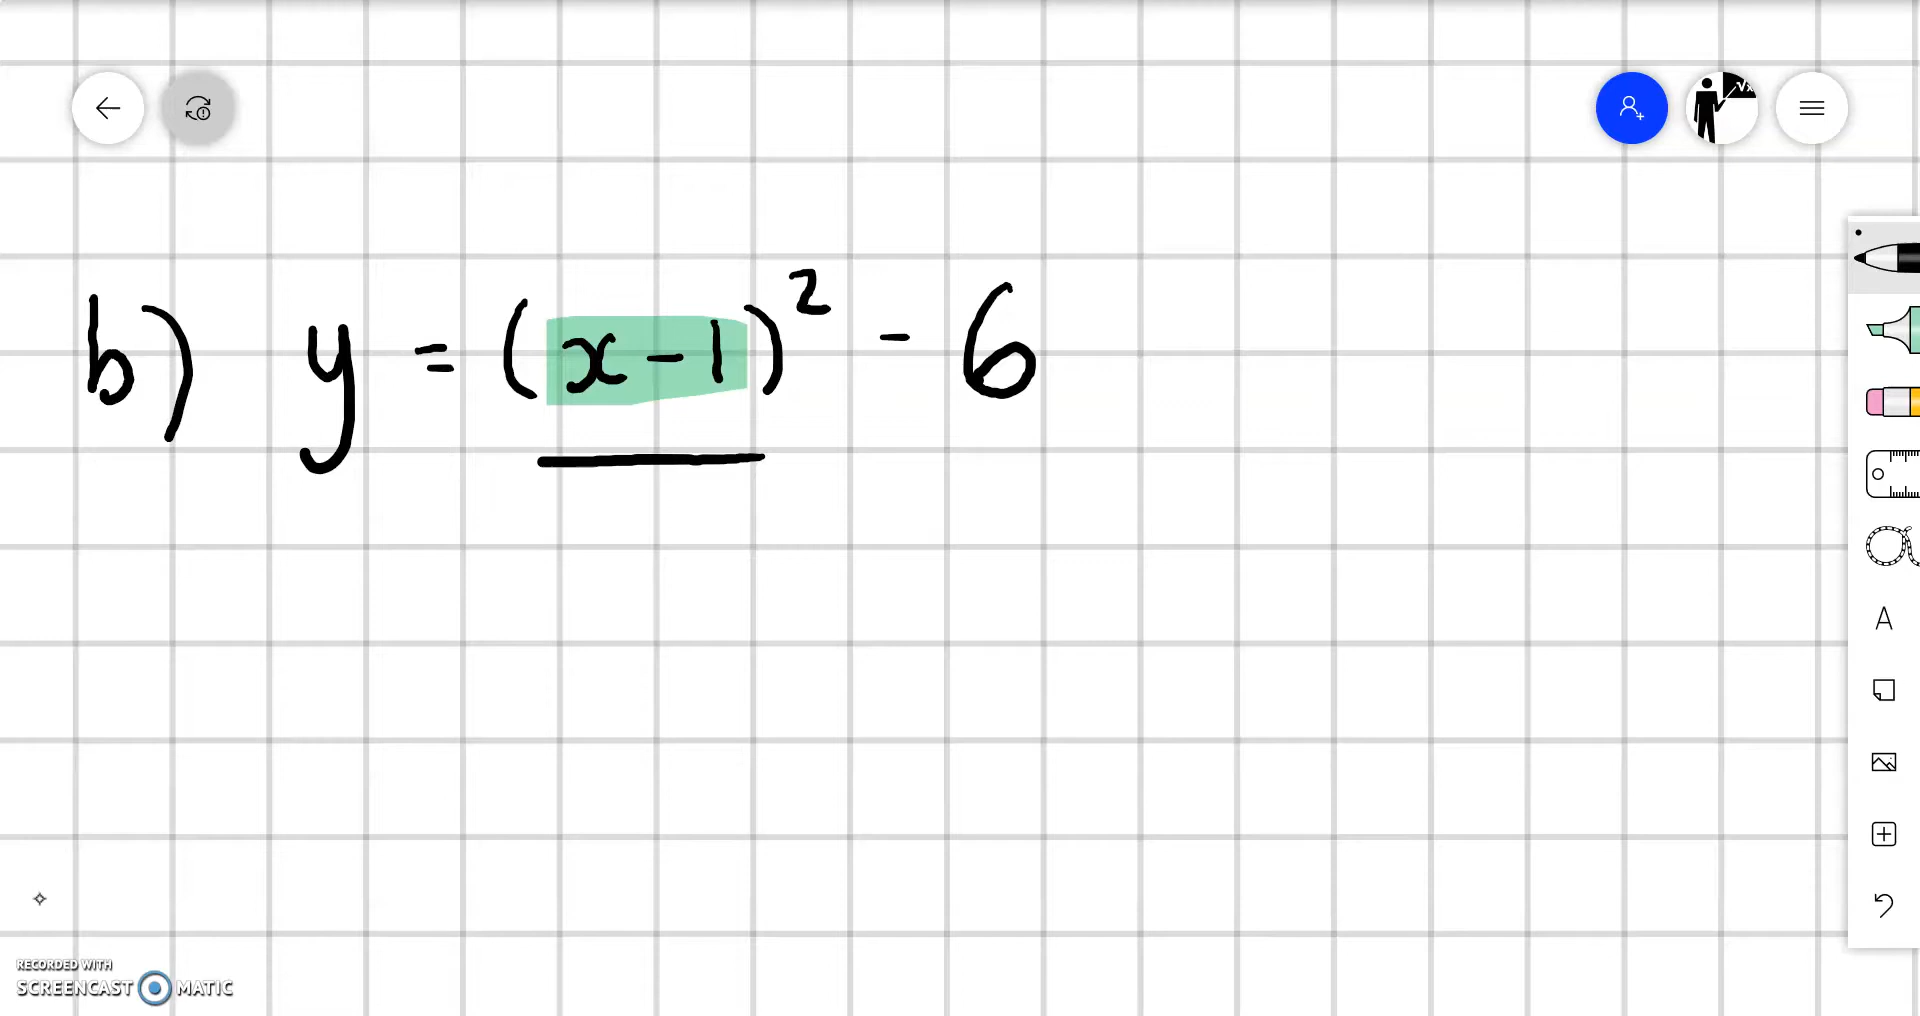 b) y = (x-1)² - 6
A
RECORDED WITH
SCREENCAST MATIC